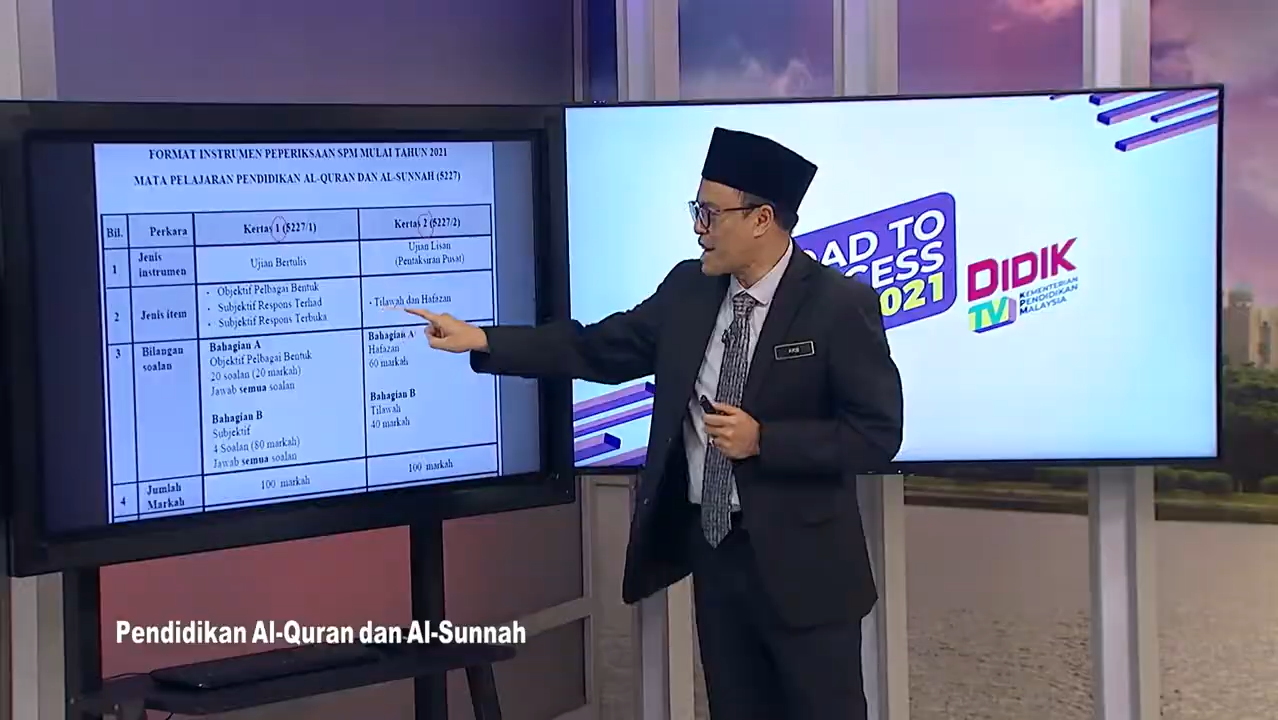 FORMAT INSTRUMEN PEPERIKSAAN SPM MULAI TAHUN 2021
MATA PELAJARAN PENDIDIKAN AL-QURAN DAN AL-SUNNAH (5227)
Bil.
Perkara
Kertas 1 (5227/1)
Kertas 2 (5227/2)
1
Jenis
instrumen
Ujian Bertulis
Ujian Lisan
(Pentaksiran Pusat)
2
Jenis item
- Objektif Pelbagai Bentuk
- Subjektif Respons Terhad
- Subjektif Respons Terbuka
- Tilawah dan Hafazan
3
Bilangan
soalan
Bahagian A
Objektif Pelbagai Bentuk
20 soalan (20 markah)
Jawab semua soalan
Bahagian B
Subjektif
4 Soalan (80 markah)
Jawab semua soalan
Bahagian A
Hafazan
60 markah
Bahagian B
Tilawah
40 markah
4
Jumlah
Markah
100 markah
100 markah
OAD TO
CESS
2021
DIDIK
TV
KEMENTERIAN
PENDIDIKAN
MALAYSIA
Pendidikan Al-Quran dan Al-Sunnah